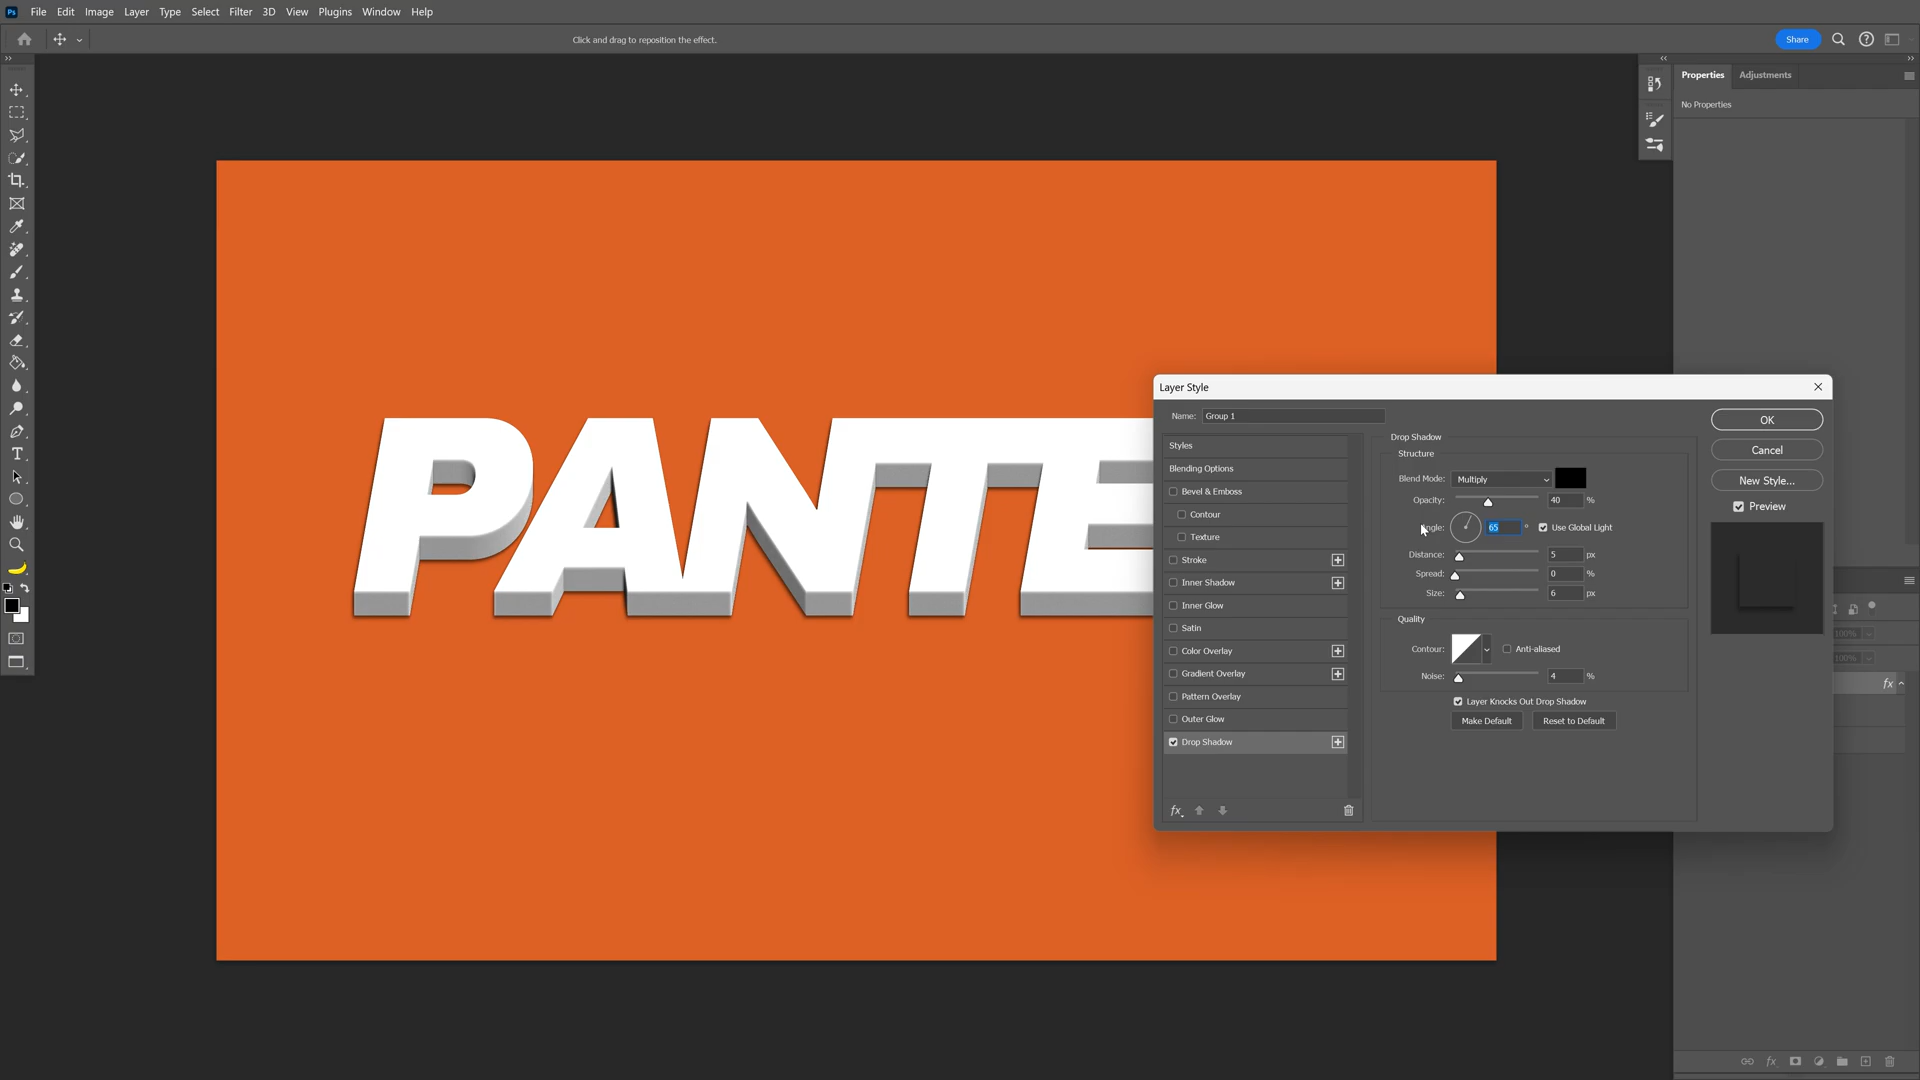 Ps File Edit Image Layer Type Select Filter 3D View Plugins Window Help
Click and drag to reposition the effect.
Share
Properties Adjustments
No Properties
PANTE
Layer Style
Name: Group 1
Styles
Blending Options
Bevel & Emboss
Contour
Texture
Stroke
Inner Shadow
Inner Glow
Satin
Color Overlay
Gradient Overlay
Pattern Overlay
Outer Glow
Drop Shadow
fx
Drop Shadow
Structure
Blend Mode: Multiply
Opacity: 40 %
Angle: 65 ° Use Global Light
Distance: 5 px
Spread: 0 %
Size: 6 px
Quality
Contour: Anti-aliased
Noise: 4 %
Layer Knocks Out Drop Shadow
Make Default Reset to Default
OK
Cancel
New Style...
Preview
100%
100%
fx
fx